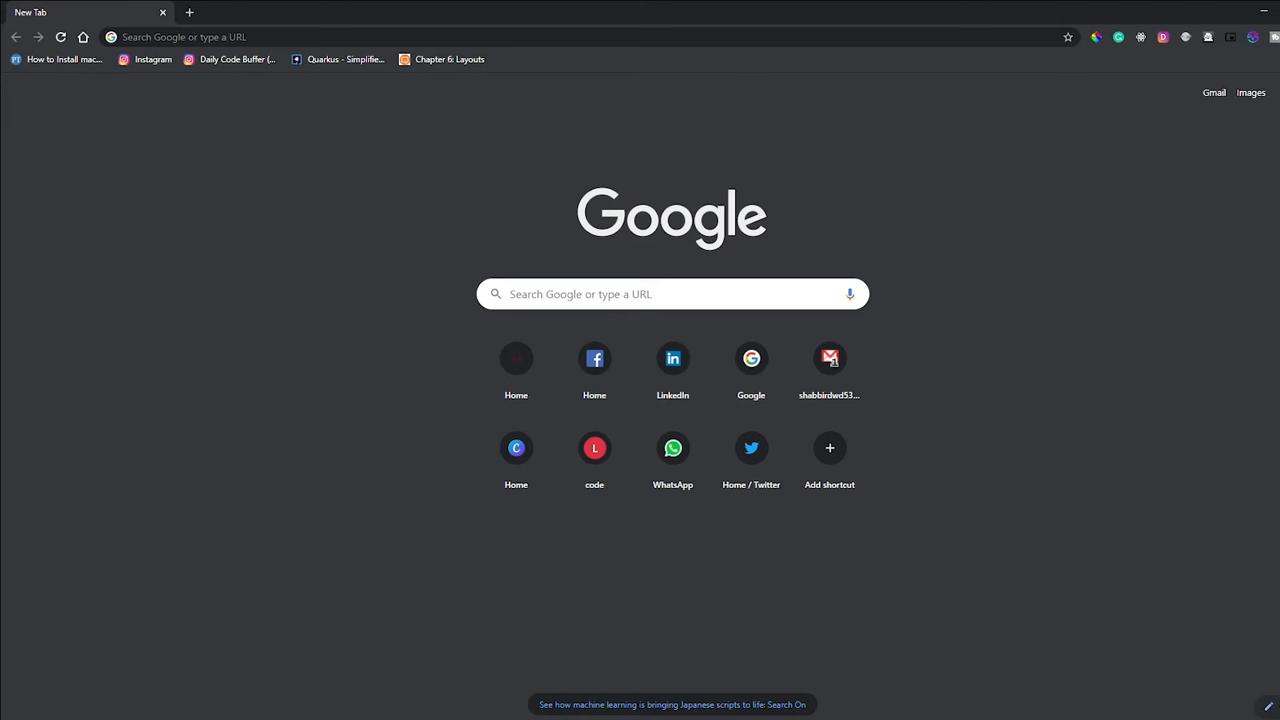 New Tab
Search Google or type a URL
How to Install mac...
Instagram
Daily Code Buffer (...
Quarkus - Simplifie...
Chapter 6: Layouts
Gmail
Images
Google
Search Google or type a URL
Home
Home
LinkedIn
Google
shabbirdwd53...
Home
code
WhatsApp
Home / Twitter
Add shortcut
See how machine learning is bringing Japanese scripts to life: Search On